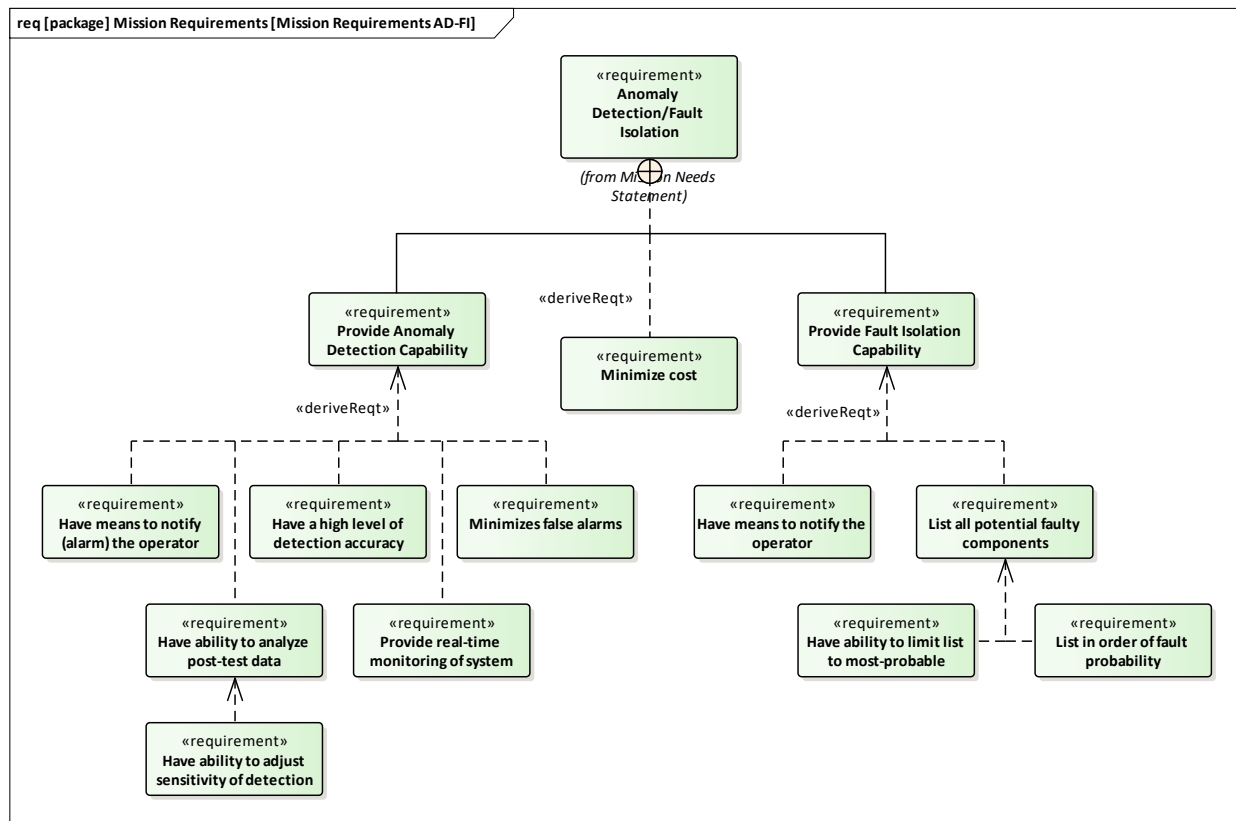 req [package] Mission Requirements [Mission Requirements AD-FI]
«requirement»
Anomaly
Detection/Fault
Isolation
(from Mission Needs
Statement)
«deriveReqt»
«requirement»
Provide Anomaly
Detection Capability
«requirement»
Minimize cost
«requirement»
Provide Fault Isolation
Capability
«deriveReqt»
«deriveReqt»
«requirement»
Have means to notify
(alarm) the operator
«requirement»
Have a high level of
detection accuracy
«requirement»
Minimizes false alarms
«requirement»
Have means to notify the
operator
«requirement»
List all potential faulty
components
«requirement»
Have ability to analyze
post-test data
«requirement»
Provide real-time
monitoring of system
«requirement»
Have ability to limit list
to most-probable
«requirement»
List in order of fault
probability
«requirement»
Have ability to adjust
sensitivity of detection